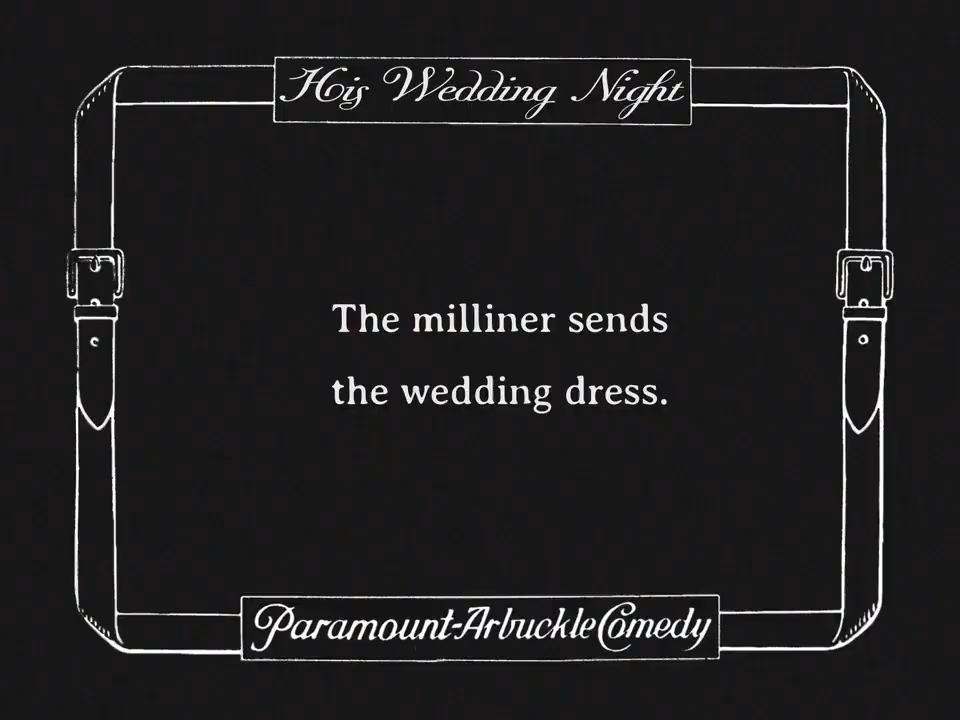 His Wedding Night
The milliner sends
the wedding dress.
Paramount-Arbuckle Comedy